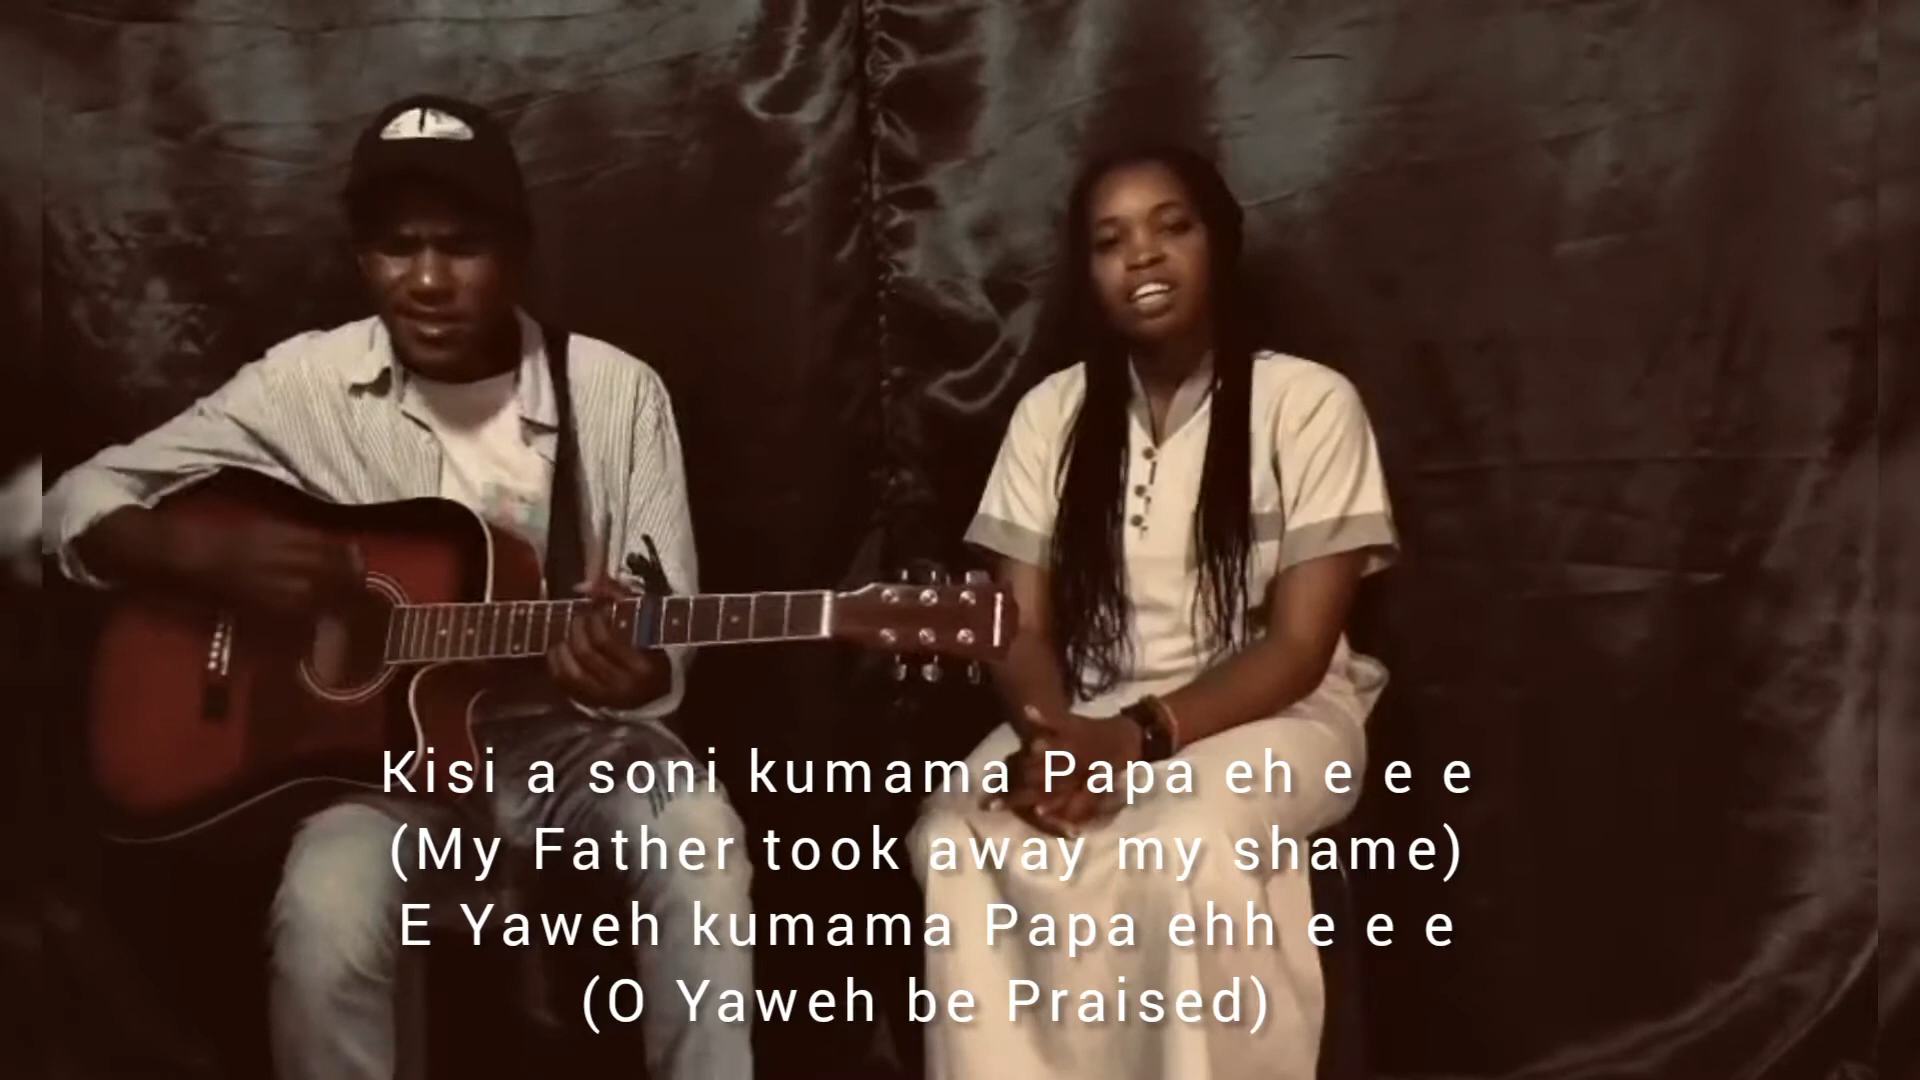 Kisi a soni kumama Papa eh e e e
(My Father took away my shame)
E Yaweh kumama Papa ehh e e e
(O Yaweh be Praised)